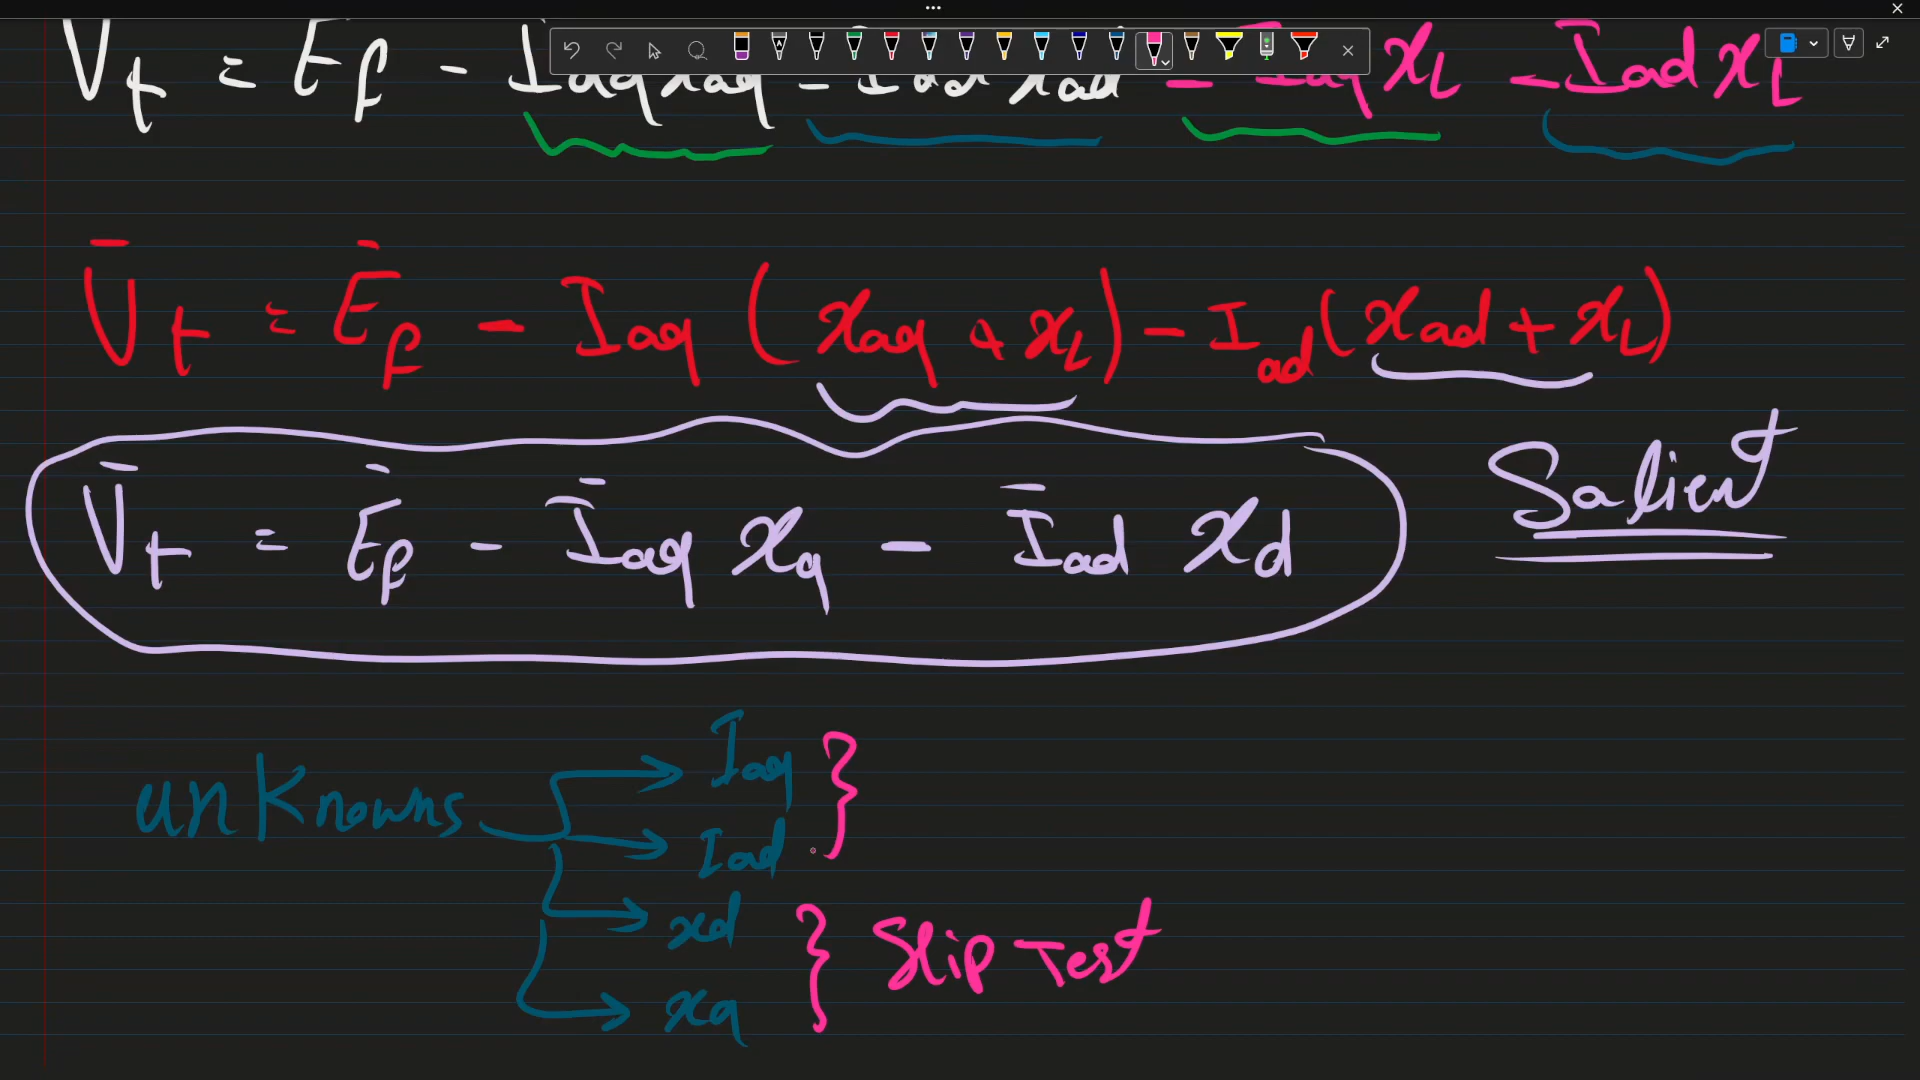 Vt = Ef - Iaq xaq - Iad xad - Iaq xL - Iad xL
V̄t = Ēf - Iaq (xaq + xL) - Iad (xad + xL)
V̄t = Ēf - Īaq xq - Īad xd
Salient
unknowns
Iaq
Iad
xd
xq
Slip Test